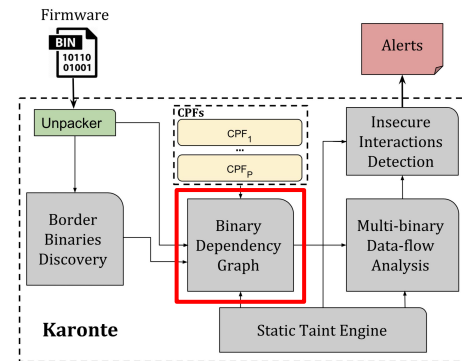 Firmware
BIN
10110
01001
Alerts
Unpacker
CPFs
CPF1
...
CPFP
Insecure
Interactions
Detection
Border
Binaries
Discovery
Binary
Dependency
Graph
Multi-binary
Data-flow
Analysis
Karonte
Static Taint Engine